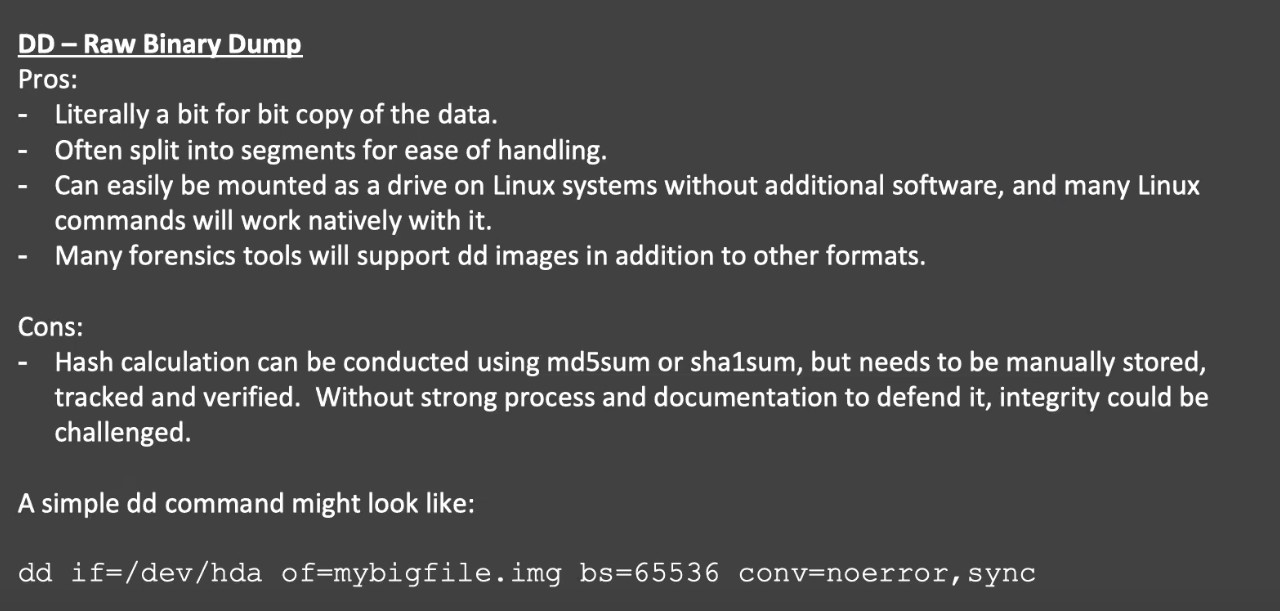 DD – Raw Binary Dump
Pros:
- Literally a bit for bit copy of the data.
- Often split into segments for ease of handling.
- Can easily be mounted as a drive on Linux systems without additional software, and many Linux
commands will work natively with it.
- Many forensics tools will support dd images in addition to other formats.
Cons:
- Hash calculation can be conducted using md5sum or sha1sum, but needs to be manually stored,
tracked and verified.  Without strong process and documentation to defend it, integrity could be
challenged.
A simple dd command might look like:
dd if=/dev/hda of=mybigfile.img bs=65536 conv=noerror,sync